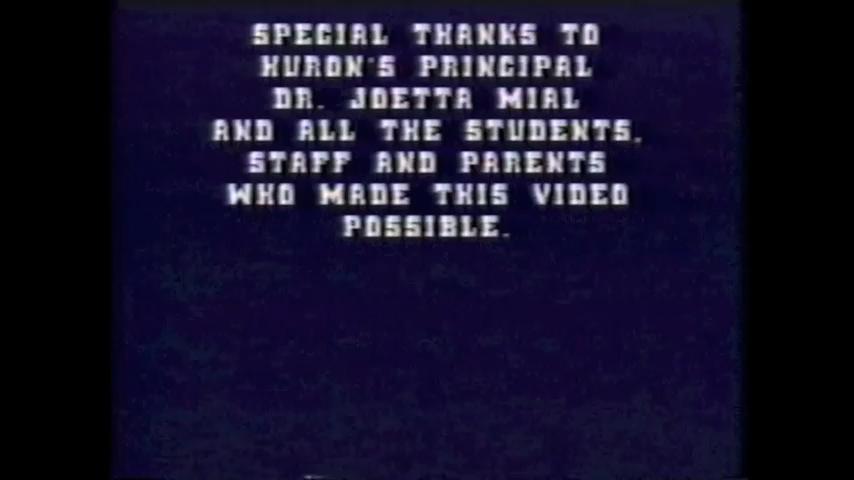 SPECIAL THANKS TO
HURON'S PRINCIPAL
DR. JOETTA MIAL
AND ALL THE STUDENTS,
STAFF AND PARENTS
WHO MADE THIS VIDEO
POSSIBLE.